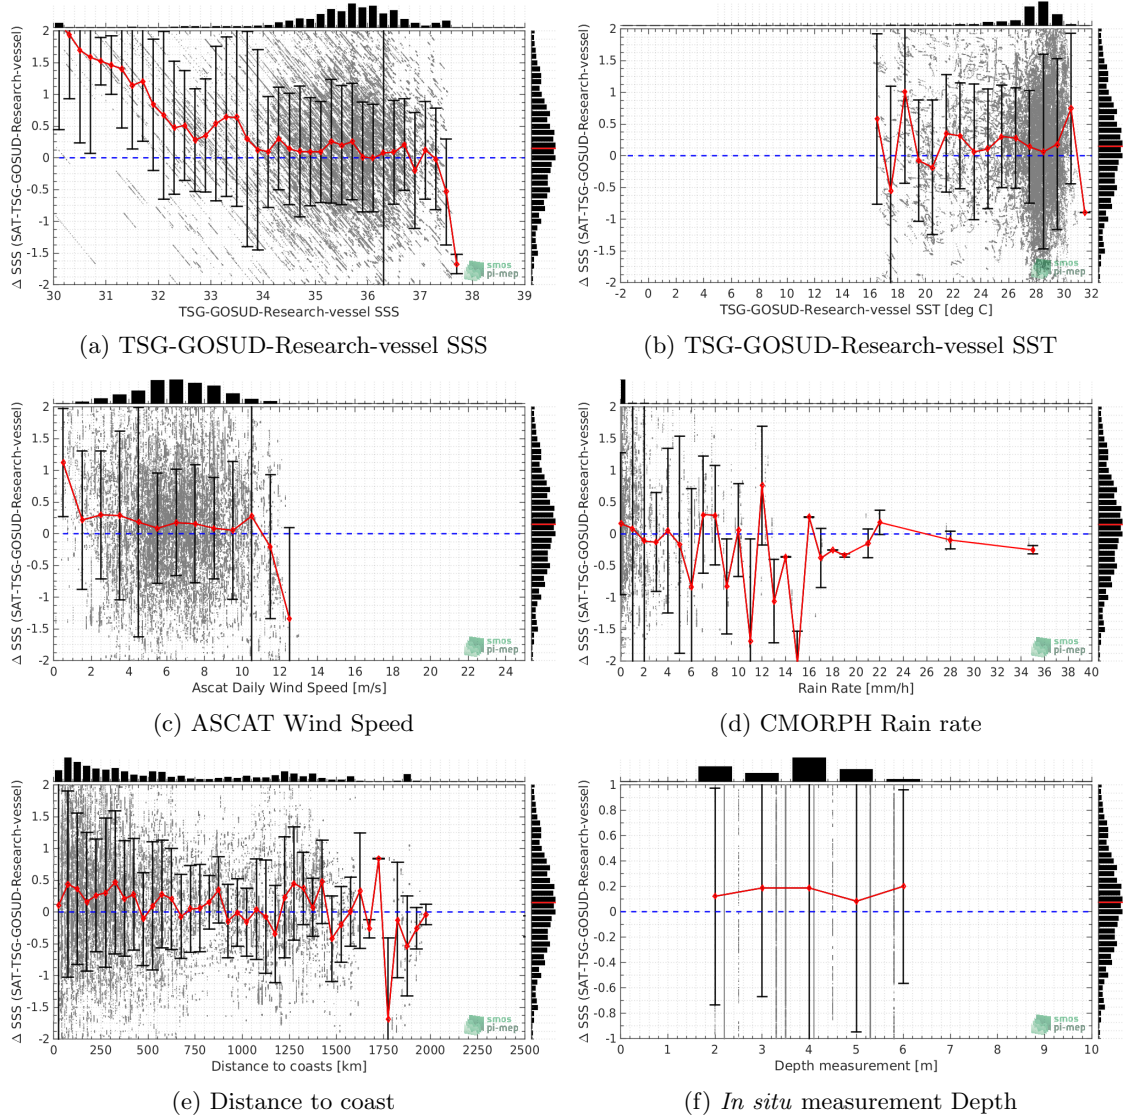 2
1.5
1
0.5
0
-0.5
-1
-1.5
-2
Δ SSS (SAT-TSG-GOSUD-Research-vessel)
30 31 32 33 34 35 36 37 38 39
TSG-GOSUD-Research-vessel SSS
smos
pi-mep
(a) TSG-GOSUD-Research-vessel SSS
2
1.5
1
0.5
0
-0.5
-1
-1.5
-2
Δ SSS (SAT-TSG-GOSUD-Research-vessel)
-2 0 2 4 6 8 10 12 14 16 18 20 22 24 26 28 30 32
TSG-GOSUD-Research-vessel SST [deg C]
smos
pi-mep
(b) TSG-GOSUD-Research-vessel SST
2
1.5
1
0.5
0
-0.5
-1
-1.5
-2
Δ SSS (SAT-TSG-GOSUD-Research-vessel)
0 2 4 6 8 10 12 14 16 18 20 22 24
Ascat Daily Wind Speed [m/s]
smos
pi-mep
(c) ASCAT Wind Speed
2
1.5
1
0.5
0
-0.5
-1
-1.5
-2
Δ SSS (SAT-TSG-GOSUD-Research-vessel)
0 2 4 6 8 10 12 14 16 18 20 22 24 26 28 30 32 34 36 38 40
Rain Rate [mm/h]
smos
pi-mep
(d) CMORPH Rain rate
2
1.5
1
0.5
0
-0.5
-1
-1.5
-2
Δ SSS (SAT-TSG-GOSUD-Research-vessel)
0 250 500 750 1000 1250 1500 1750 2000 2250 2500
Distance to coasts [km]
smos
pi-mep
(e) Distance to coast
1
0.8
0.6
0.4
0.2
0
-0.2
-0.4
-0.6
-0.8
-1
Δ SSS (SAT-TSG-GOSUD-Research-vessel)
0 1 2 3 4 5 6 7 8 9 10
Depth measurement [m]
smos
pi-mep
(f) In situ measurement Depth